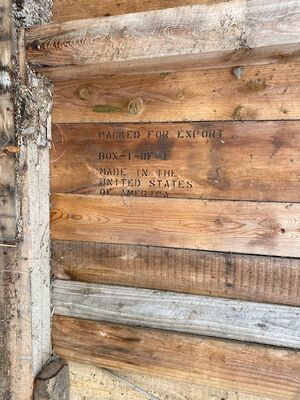 PACKED FOR EXPORT
BOX-1-OF-1
MADE IN THE
UNITED STATES
OF AMERICA